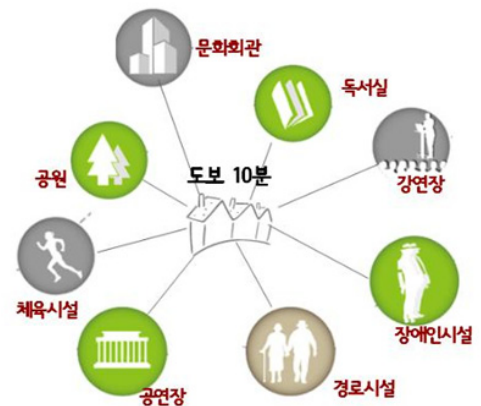 문화회관
독서실
강연장
공원
도보 10분
체육시설
장애인시설
공연장
경로시설